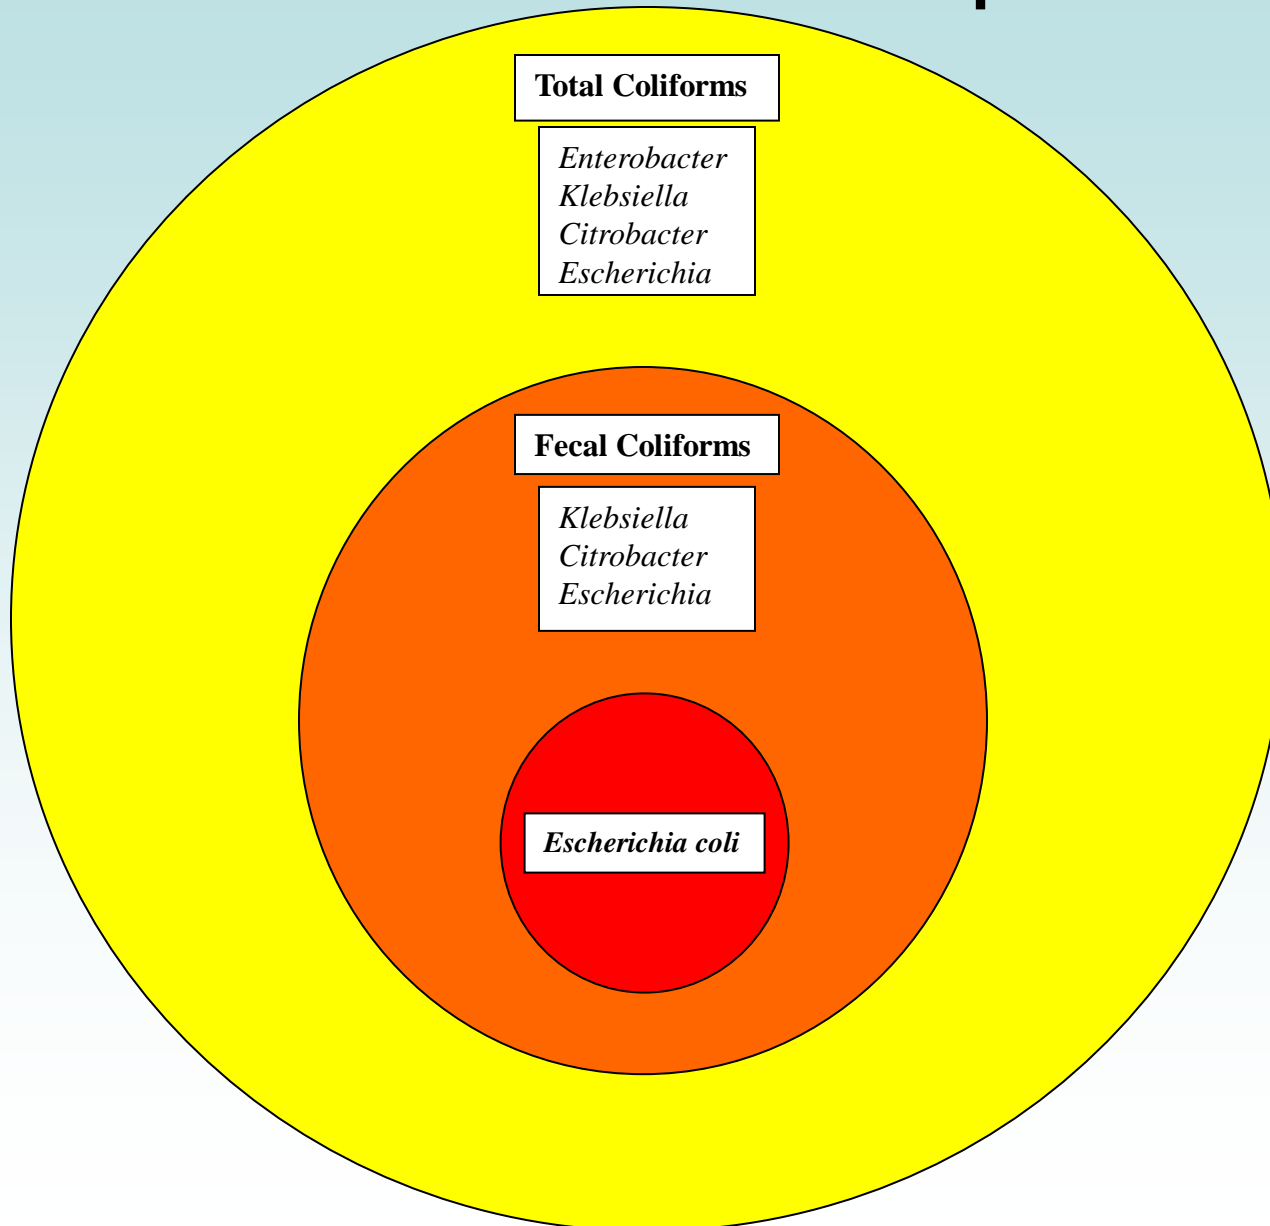 Total Coliforms
Enterobacter
Klebsiella
Citrobacter
Escherichia
Fecal Coliforms
Klebsiella
Citrobacter
Escherichia
Escherichia coli